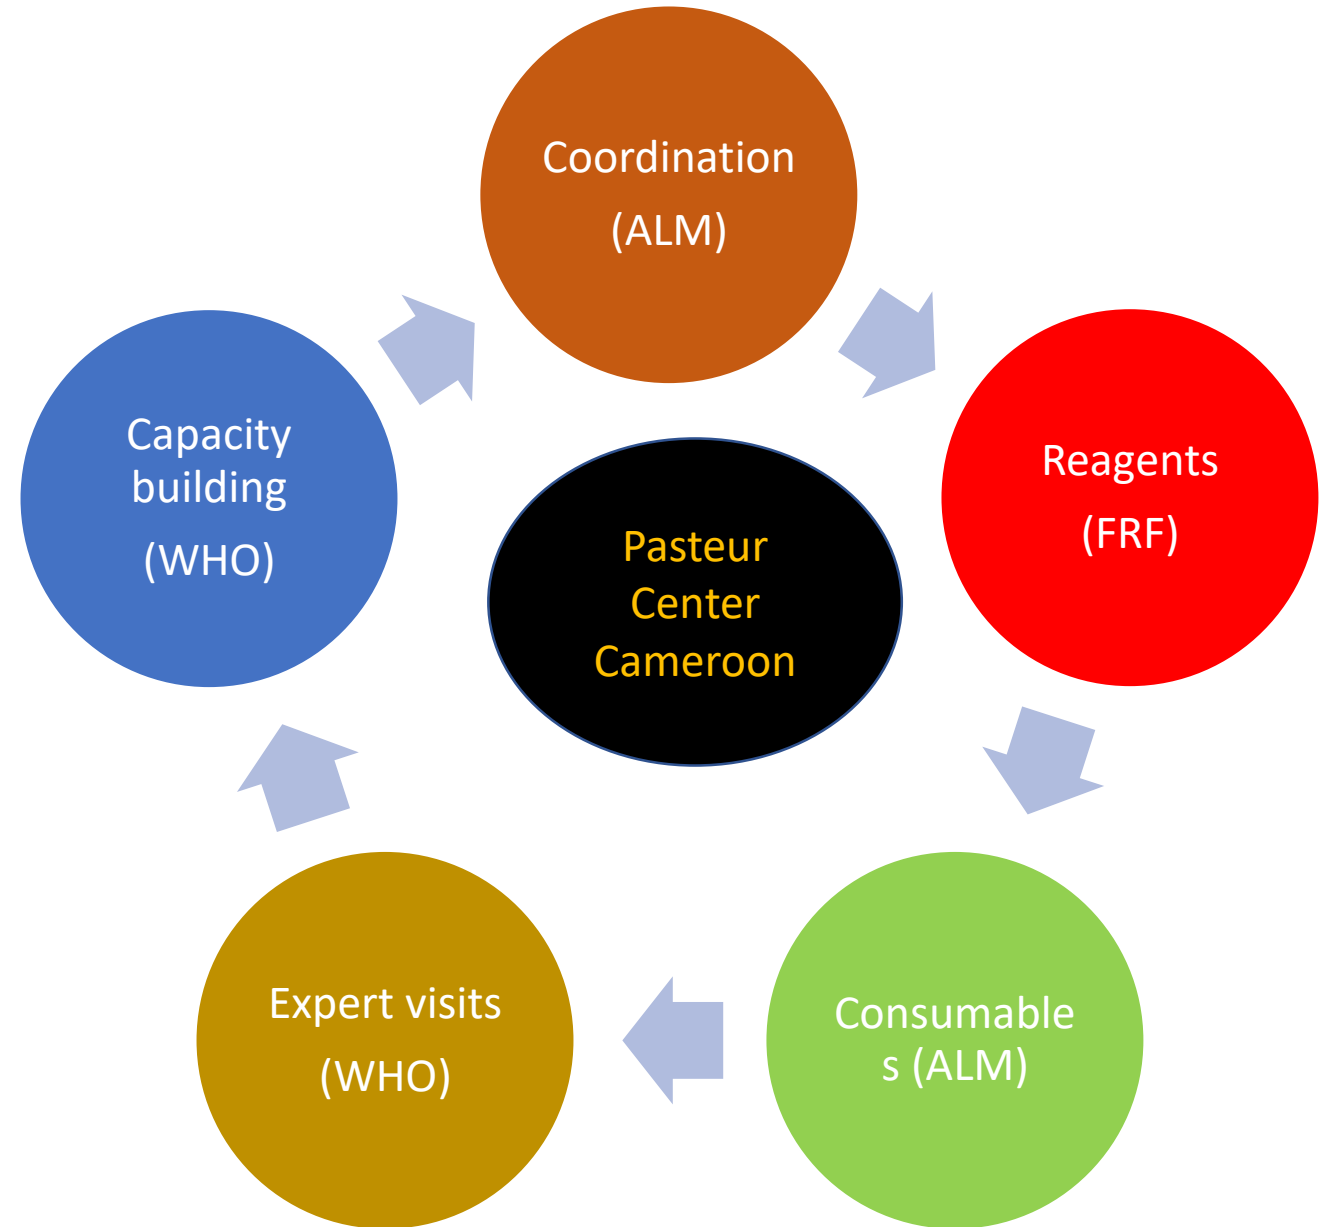 Coordination
(ALM)
Capacity
building
(WHO)
Reagents
(FRF)
Pasteur
Center
Cameroon
Expert visits
(WHO)
Consumable
s (ALM)